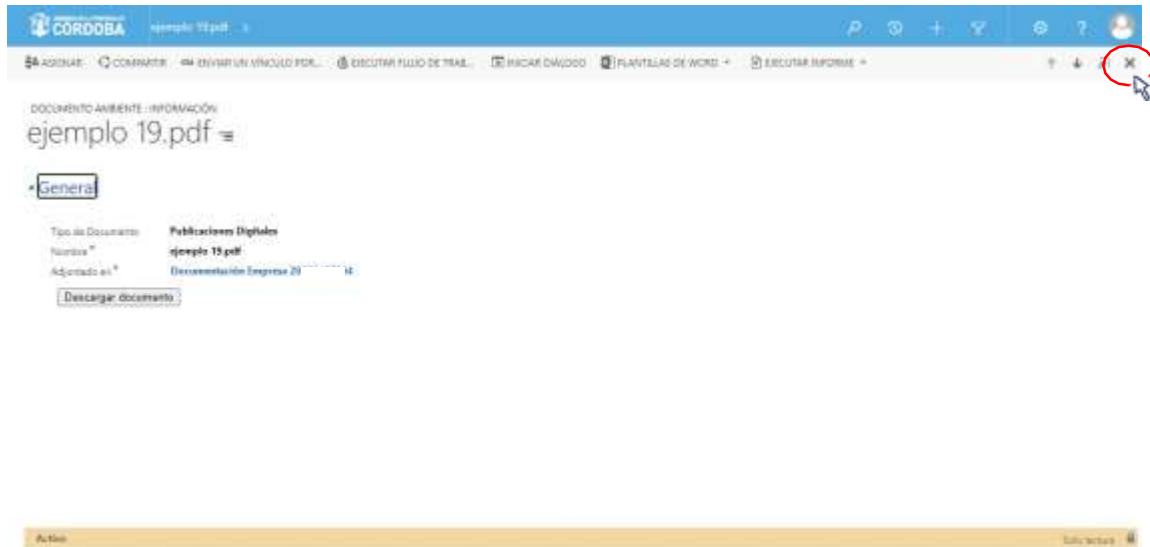 CÓRDOBA ejemplo 19.pdf
ASIGNAR COMPARTIR ENVIAR UN VÍNCULO POR... EJECUTAR FLUJO DE TRAB... INICIAR DIÁLOGO PLANTILLAS DE WORD EJECUTAR INFORME
DOCUMENTO AMBIENTE : INFORMACIÓN
ejemplo 19.pdf
General
Tipo de Documento Publicaciones Digitales
Nombre * ejemplo 19.pdf
Adjuntado en * Documentación Empresa 20
Descargar documento
Activo Solo lectura